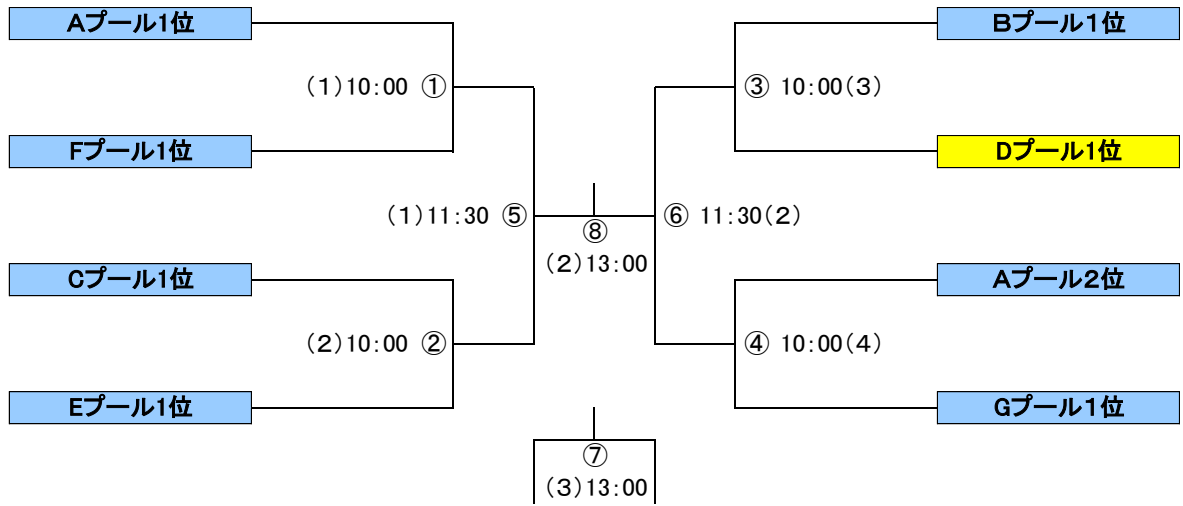 Aプール1位
Bプール1位
(1)10:00 ①
③ 10:00(3)
Fプール1位
Dプール1位
(1)11:30 ⑤
⑥ 11:30(2)
⑧
(2)13:00
Cプール1位
Aプール2位
(2)10:00 ②
④ 10:00(4)
Eプール1位
Gプール1位
⑦
(3)13:00